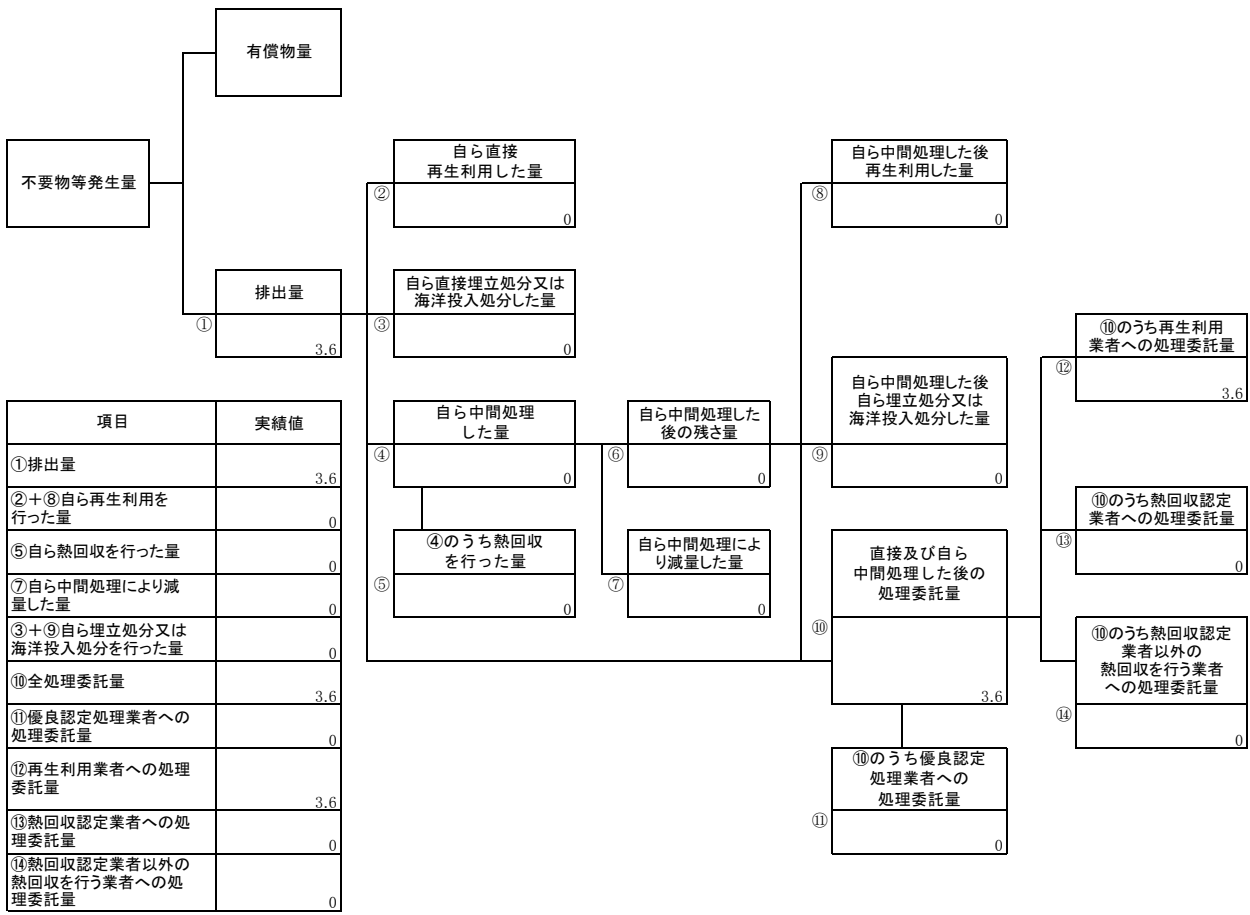 有償物量
不要物等発生量
自ら直接
再生利用した量
②
0
自ら中間処理した後
再生利用した量
⑧
0
排出量
①
3.6
自ら直接埋立処分又は
海洋投入処分した量
③
0
⑩のうち再生利用
業者への処理委託量
⑫
3.6
自ら中間処理
した量
④
0
自ら中間処理した
後の残さ量
⑥
0
自ら中間処理した後
自ら埋立処分又は
海洋投入処分した量
⑨
0
④のうち熱回収
を行った量
⑤
0
自ら中間処理によ
り減量した量
⑦
0
直接及び自ら
中間処理した後の
処理委託量
⑩
3.6
⑩のうち熱回収認定
業者への処理委託量
⑬
0
⑩のうち熱回収認定
業者以外の
熱回収を行う業者
への処理委託量
⑭
0
⑩のうち優良認定
処理業者への
処理委託量
⑪
0
項目 実績値
①排出量
3.6
②+⑧自ら再生利用を
行った量
0
⑤自ら熱回収を行った量
0
⑦自ら中間処理により減
量した量
0
③+⑨自ら埋立処分又は
海洋投入処分を行った量
0
⑩全処理委託量
3.6
⑪優良認定処理業者への
処理委託量
0
⑫再生利用業者への処理
委託量
3.6
⑬熱回収認定業者への処
理委託量
0
⑭熱回収認定業者以外の
熱回収を行う業者への処
理委託量
0